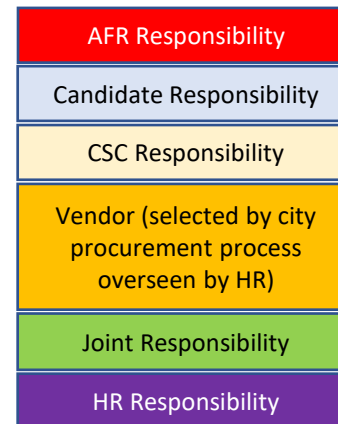 AFR Responsibility
Candidate Responsibility
CSC Responsibility
Vendor (selected by city
procurement process
overseen by HR)
Joint Responsibility
HR Responsibility